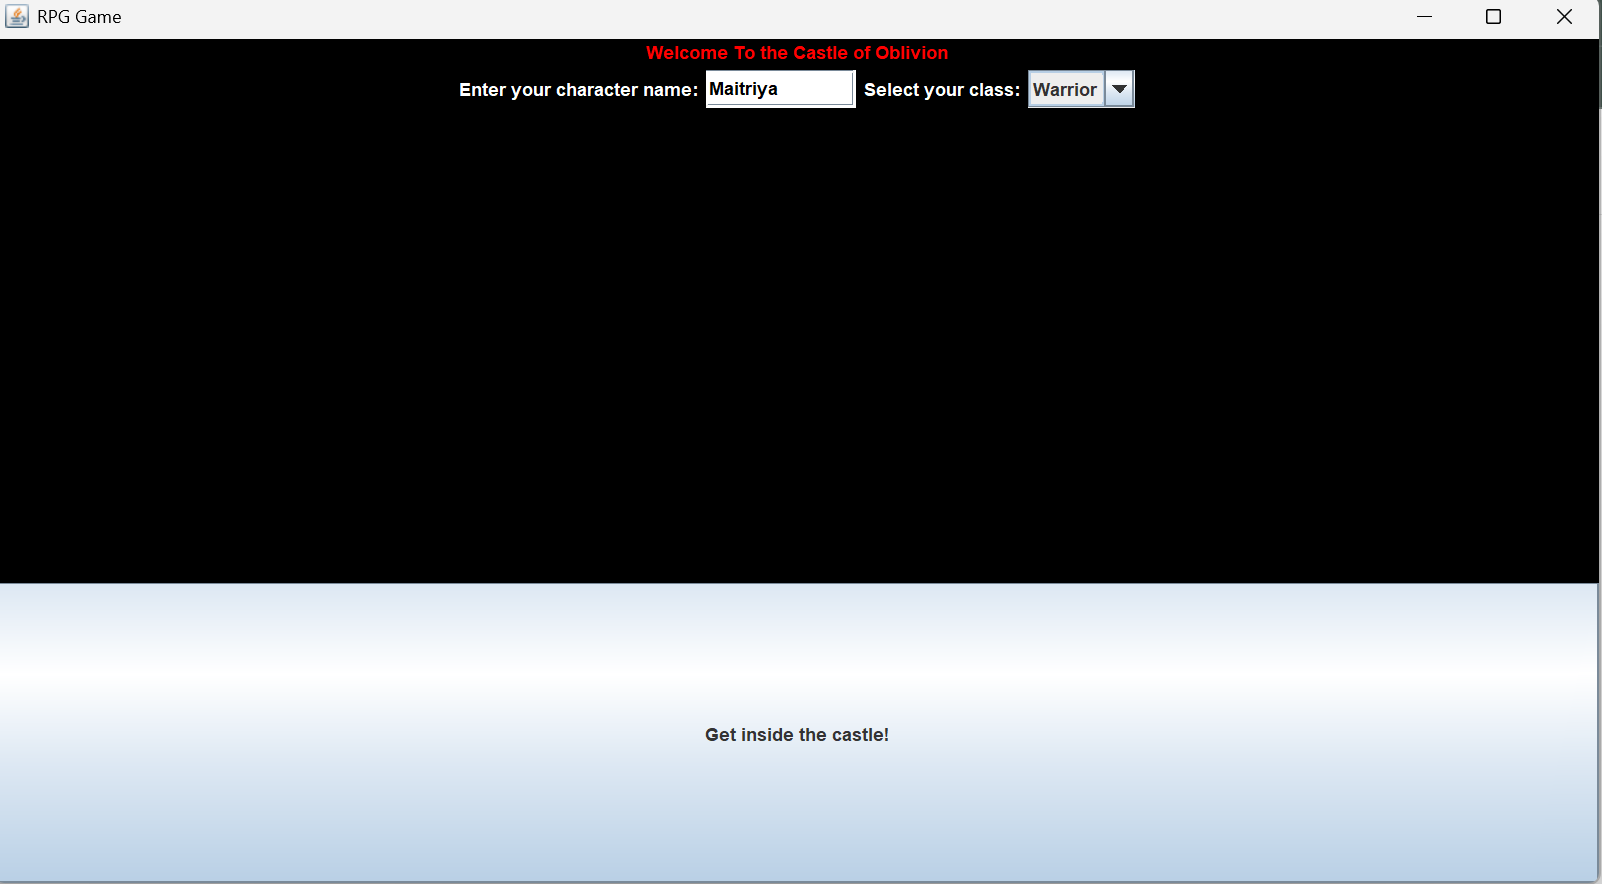 RPG Game
Welcome To the Castle of Oblivion
Enter your character name: Maitriya Select your class: Warrior
Get inside the castle!